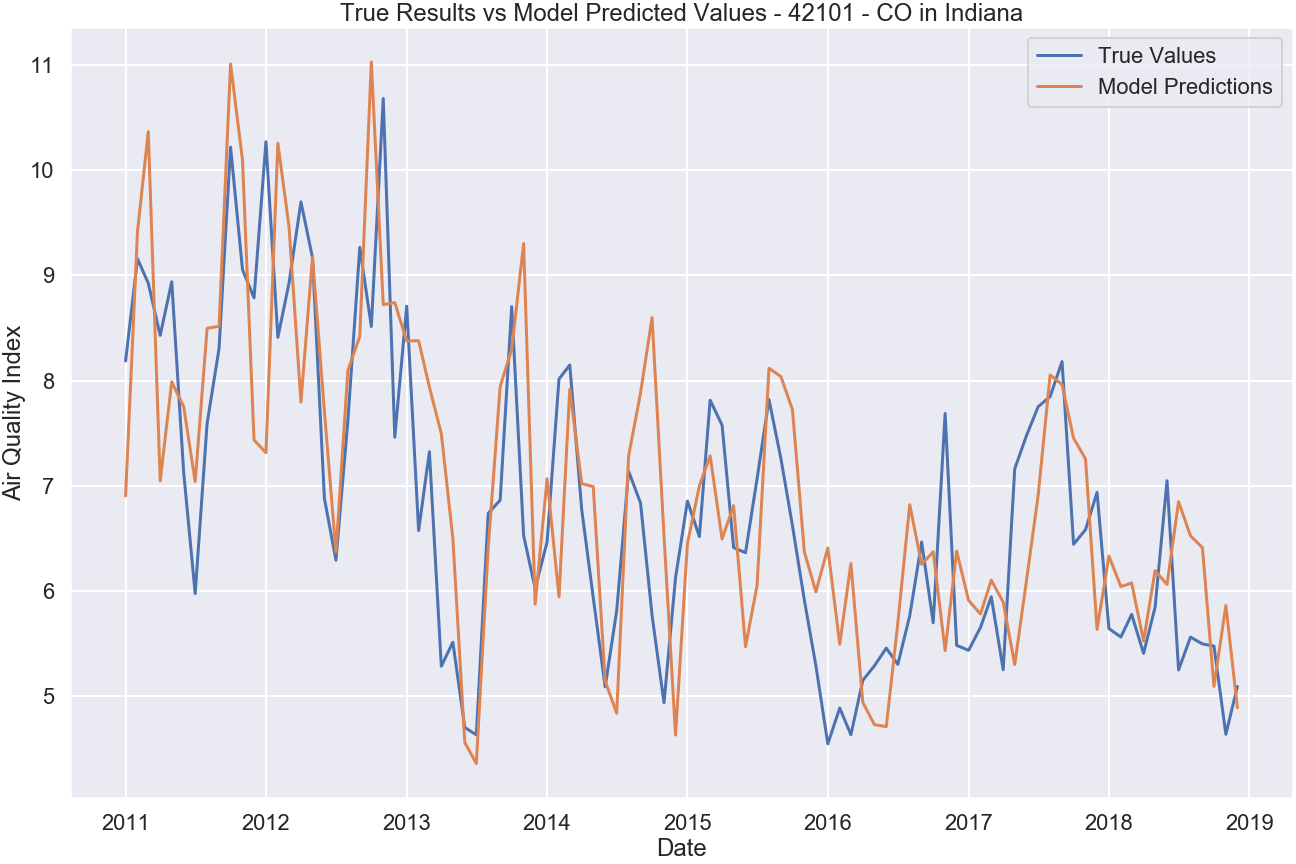 True Results vs Model Predicted Values - 42101 - CO in Indiana
True Values
Model Predictions
Air Quality Index
11
10
9
8
7
6
5
2011 2012 2013 2014 2015 2016 2017 2018 2019
Date